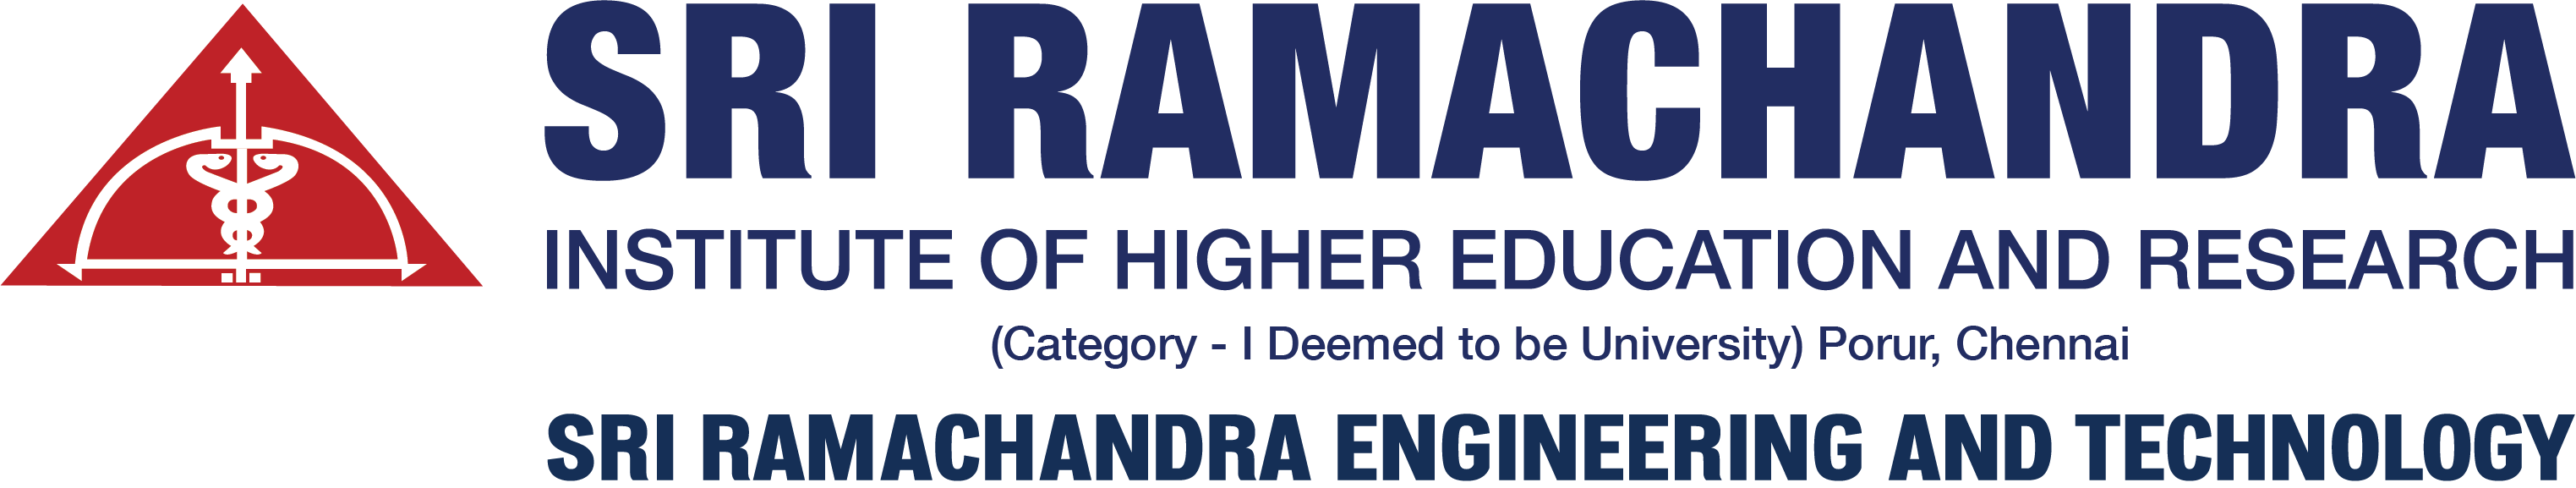 SRI RAMACHANDRA
INSTITUTE OF HIGHER EDUCATION AND RESEARCH
(Category - I Deemed to be University) Porur, Chennai
SRI RAMACHANDRA ENGINEERING AND TECHNOLOGY